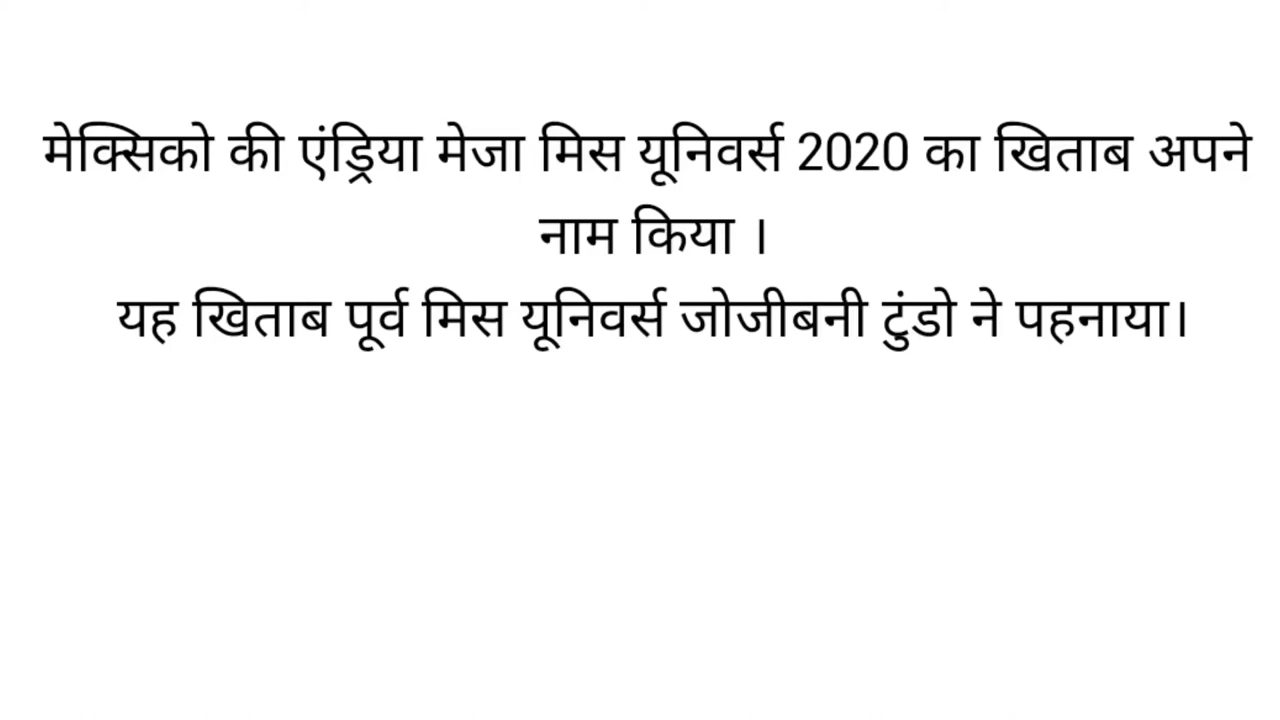 मेक्सिको की एंड्रिया मेजा मिस यूनिवर्स 2020 का खिताब अपने
नाम किया ।
यह खिताब पूर्व मिस यूनिवर्स जोजीबनी टुंडो ने पहनाया।